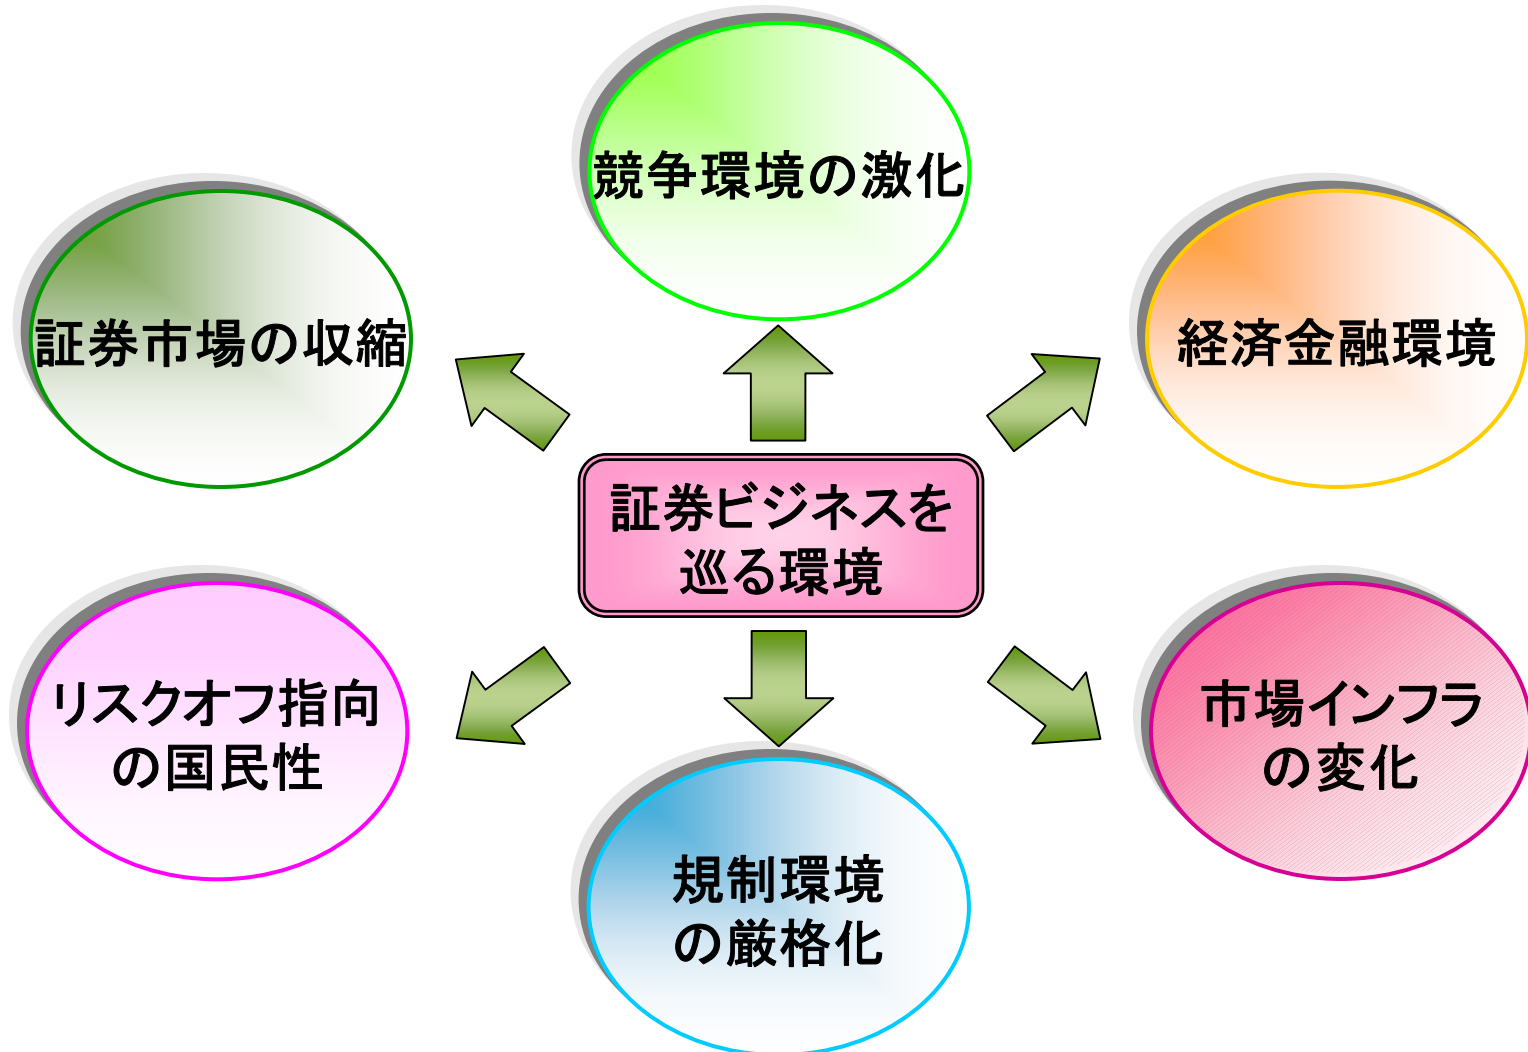 競争環境の激化
証券市場の収縮
経済金融環境
証券ビジネスを
巡る環境
リスクオフ指向
の国民性
市場インフラ
の変化
規制環境
の厳格化